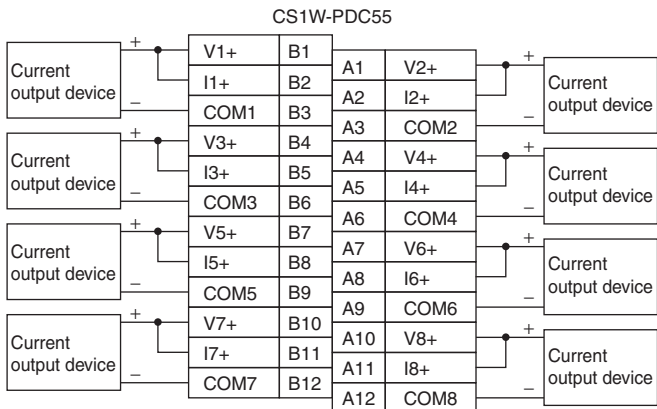 CS1W-PDC55
+ V1+ B1
Current output device
I1+ B2
− COM1 B3
+ V3+ B4
Current output device
I3+ B5
− COM3 B6
+ V5+ B7
Current output device
I5+ B8
− COM5 B9
+ V7+ B10
Current output device
I7+ B11
− COM7 B12
A1 V2+ +
Current output device
A2 I2+
A3 COM2 −
A4 V4+ +
Current output device
A5 I4+
A6 COM4 −
A7 V6+ +
Current output device
A8 I6+
A9 COM6 −
A10 V8+ +
Current output device
A11 I8+
A12 COM8 −